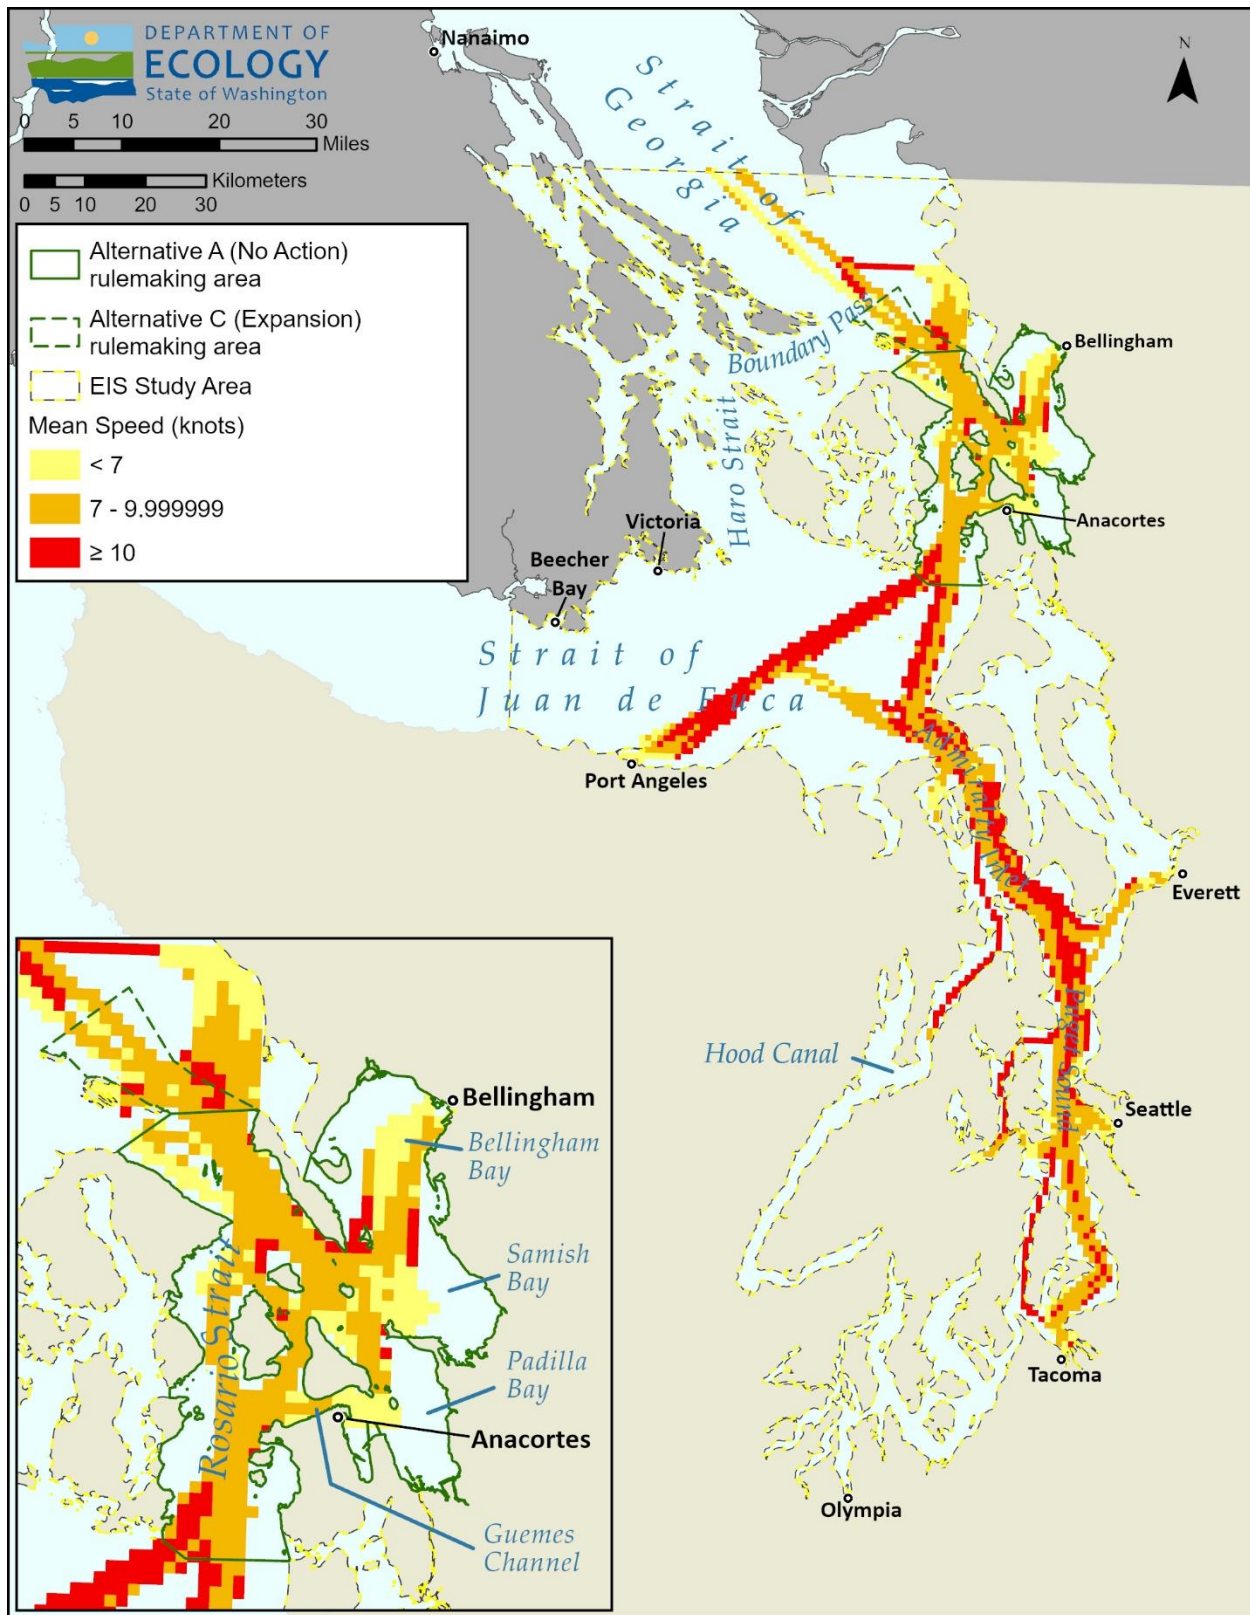 DEPARTMENT OF
ECOLOGY
State of Washington
0 5 10 20 30
Miles
Kilometers
0 5 10 20 30
Alternative A (No Action)
rulemaking area
Alternative C (Expansion)
rulemaking area
EIS Study Area
Mean Speed (knots)
< 7
7 - 9.999999
≥ 10
N
Nanaimo
Strait of
Georgia
Boundary Pass
Bellingham
Haro Strait
Victoria
Anacortes
Beecher
Bay
Strait of
Juan de Fuca
Port Angeles
Admiralty Inlet
Everett
Puget Sound
Hood Canal
Seattle
Tacoma
Olympia
Bellingham
Bellingham
Bay
Samish
Bay
Rosario Strait
Padilla
Bay
Anacortes
Guemes
Channel